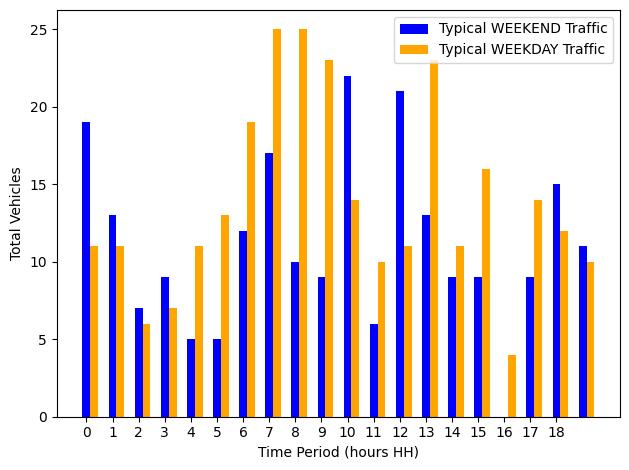 Typical WEEKEND Traffic
Typical WEEKDAY Traffic
Total Vehicles
25
20
15
10
5
0
0 1 2 3 4 5 6 7 8 9 10 11 12 13 14 15 16 17 18
Time Period (hours HH)